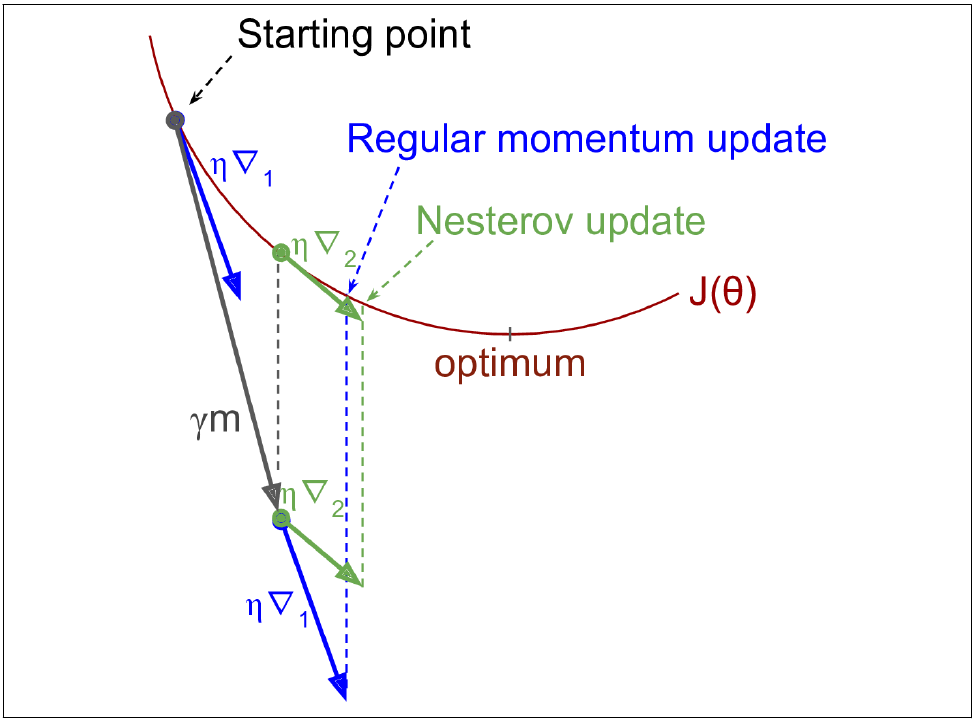 Starting point
Regular momentum update
η∇₁
Nesterov update
η∇₂
J(θ)
optimum
γm
η∇₂
η∇₁